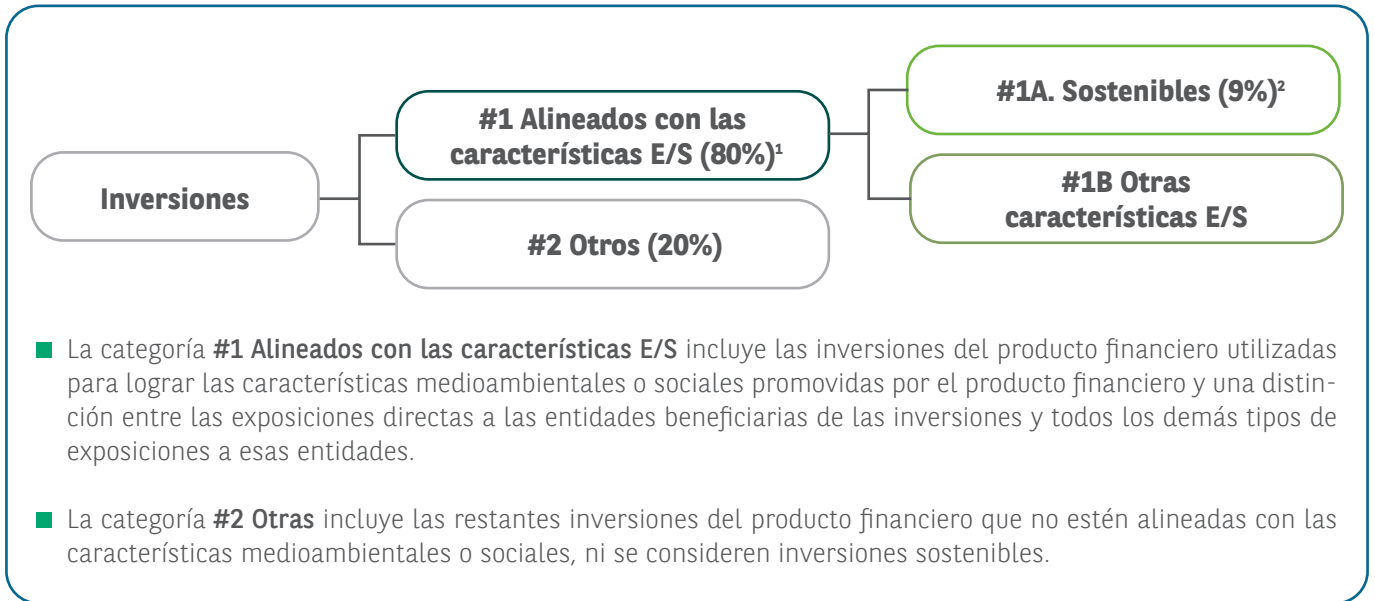 Inversiones
#1 Alineados con las
características E/S (80%)¹
#2 Otros (20%)
#1A. Sostenibles (9%)²
#1B Otras
características E/S
La categoría #1 Alineados con las características E/S incluye las inversiones del producto financiero utilizadas
para lograr las características medioambientales o sociales promovidas por el producto financiero y una distin-
ción entre las exposiciones directas a las entidades beneficiarias de las inversiones y todos los demás tipos de
exposiciones a esas entidades.
La categoría #2 Otras incluye las restantes inversiones del producto financiero que no estén alineadas con las
características medioambientales o sociales, ni se consideren inversiones sostenibles.